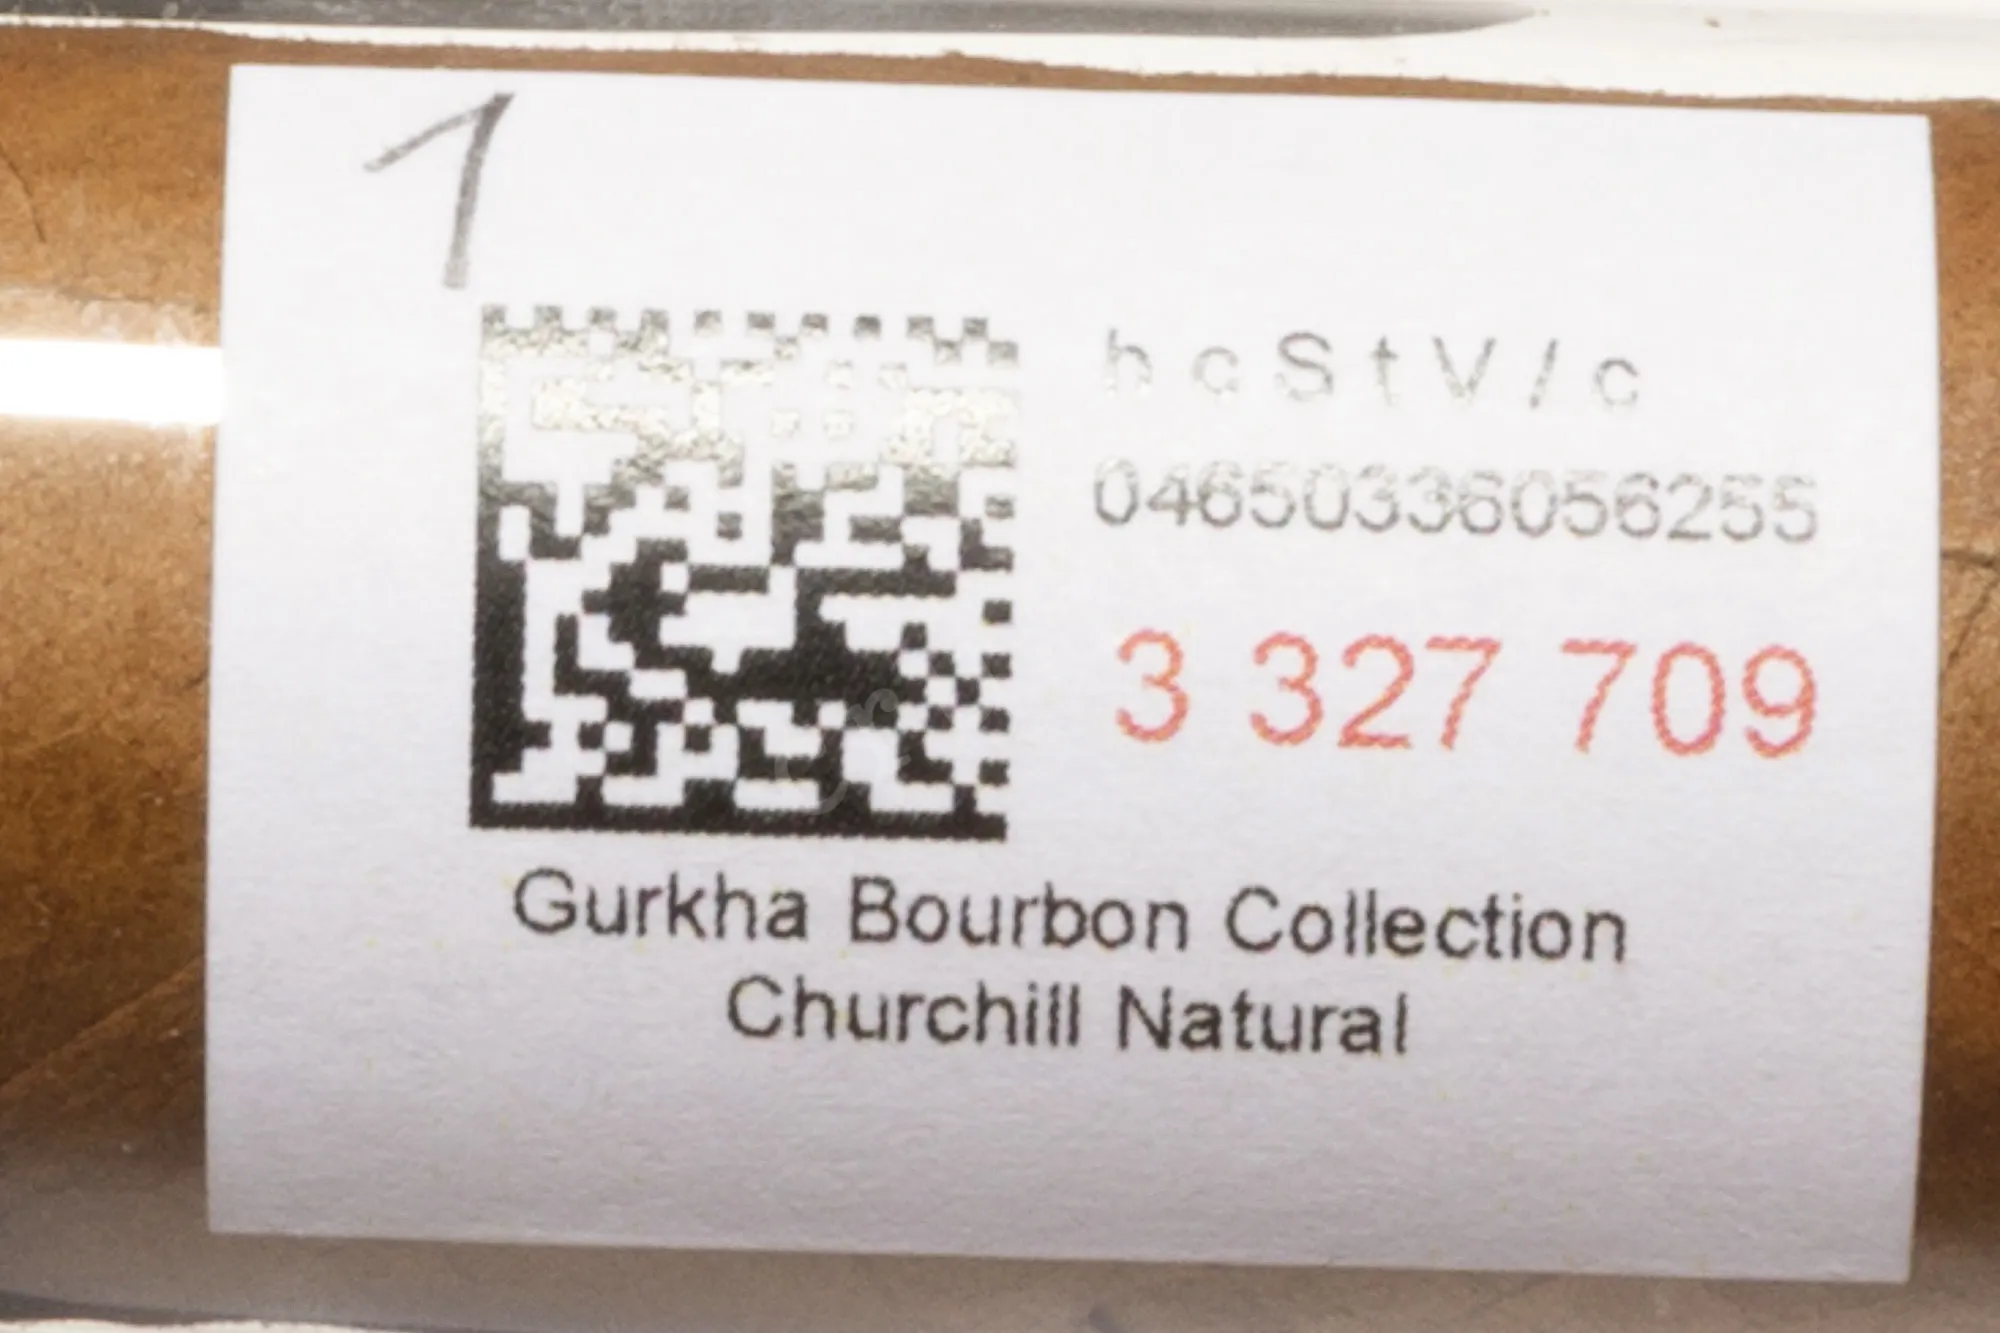 1
hcStV/c
04650336056255
3 327 709
Gurkha Bourbon Collection
Churchill Natural